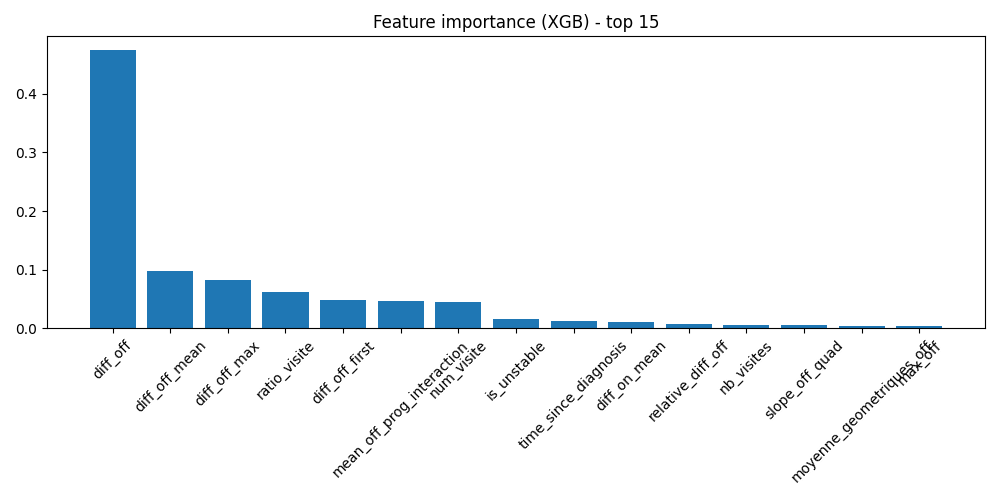 Feature importance (XGB) - top 15
0.4
0.3
0.2
0.1
0.0
diff_off
diff_off_mean
diff_off_max
ratio_visite
diff_off_first
mean_off_prog_interaction
num_visite
is_unstable
time_since_diagnosis
diff_on_mean
relative_diff_off
nb_visites
slope_off_quad
moyenne_geometriques_off
max_off